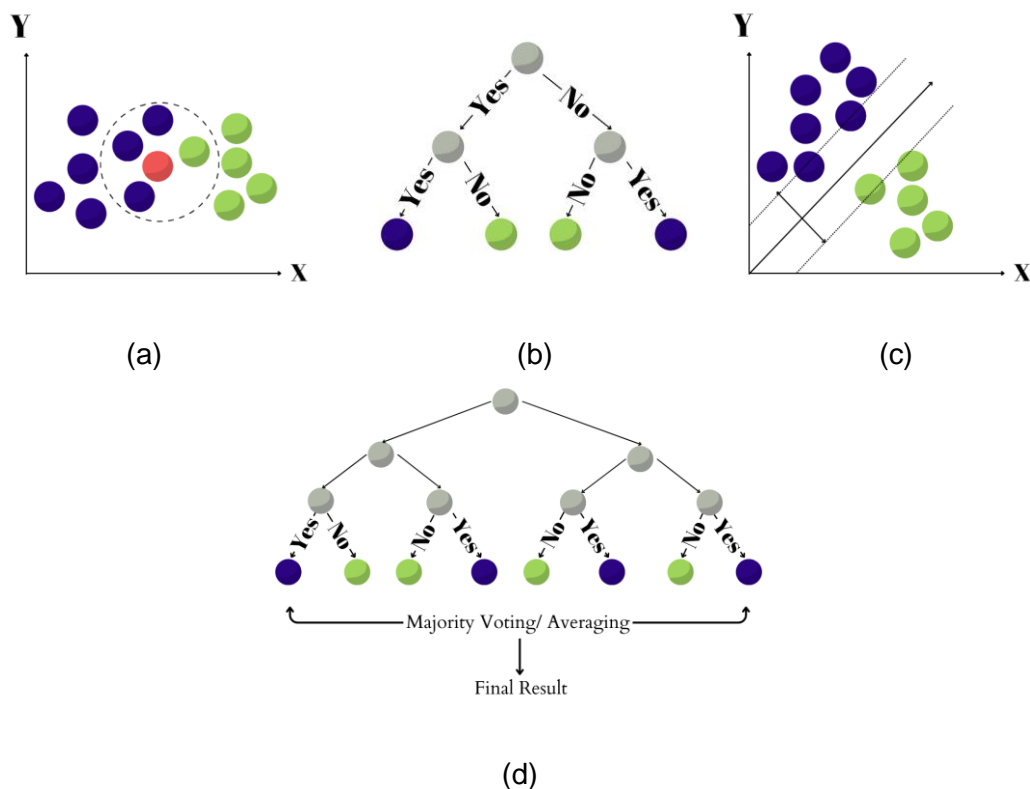 Y
X
(a)
Yes
No
Yes
No
No
Yes
(b)
Y
X
(c)
Yes
No
No
Yes
No
Yes
No
Yes
Majority Voting/ Averaging
Final Result
(d)